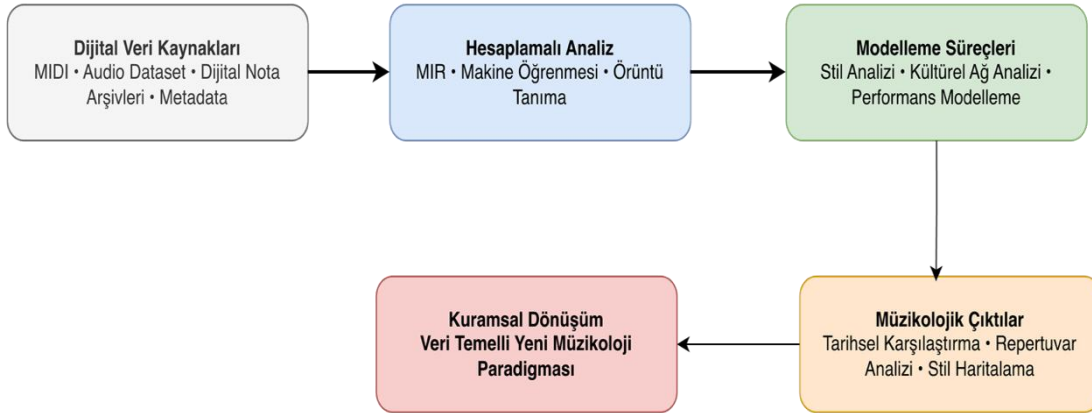 Dijital Veri Kaynakları
MIDI • Audio Dataset • Dijital Nota
Arşivleri • Metadata
Hesaplamalı Analiz
MIR • Makine Öğrenmesi • Örüntü
Tanıma
Modelleme Süreçleri
Stil Analizi • Kültürel Ağ Analizi •
Performans Modelleme
Kuramsal Dönüşüm
Veri Temelli Yeni Müzikoloji
Paradigması
Müzikolojik Çıktılar
Tarihsel Karşılaştırma • Repertuvar
Analizi • Stil Haritalama